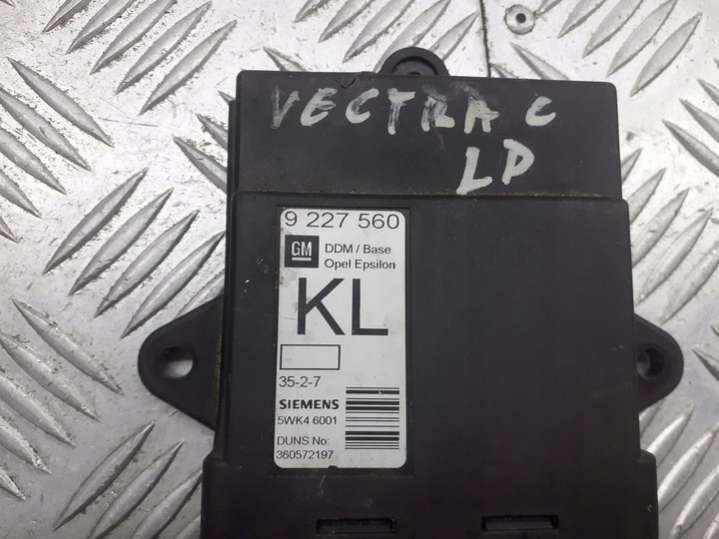 VECTRA C
LP
9 227 560
GM
DDM / Base
Opel Epsilon
KL
35-2-7
SIEMENS
5WK4 6001
DUNS No:
360572197